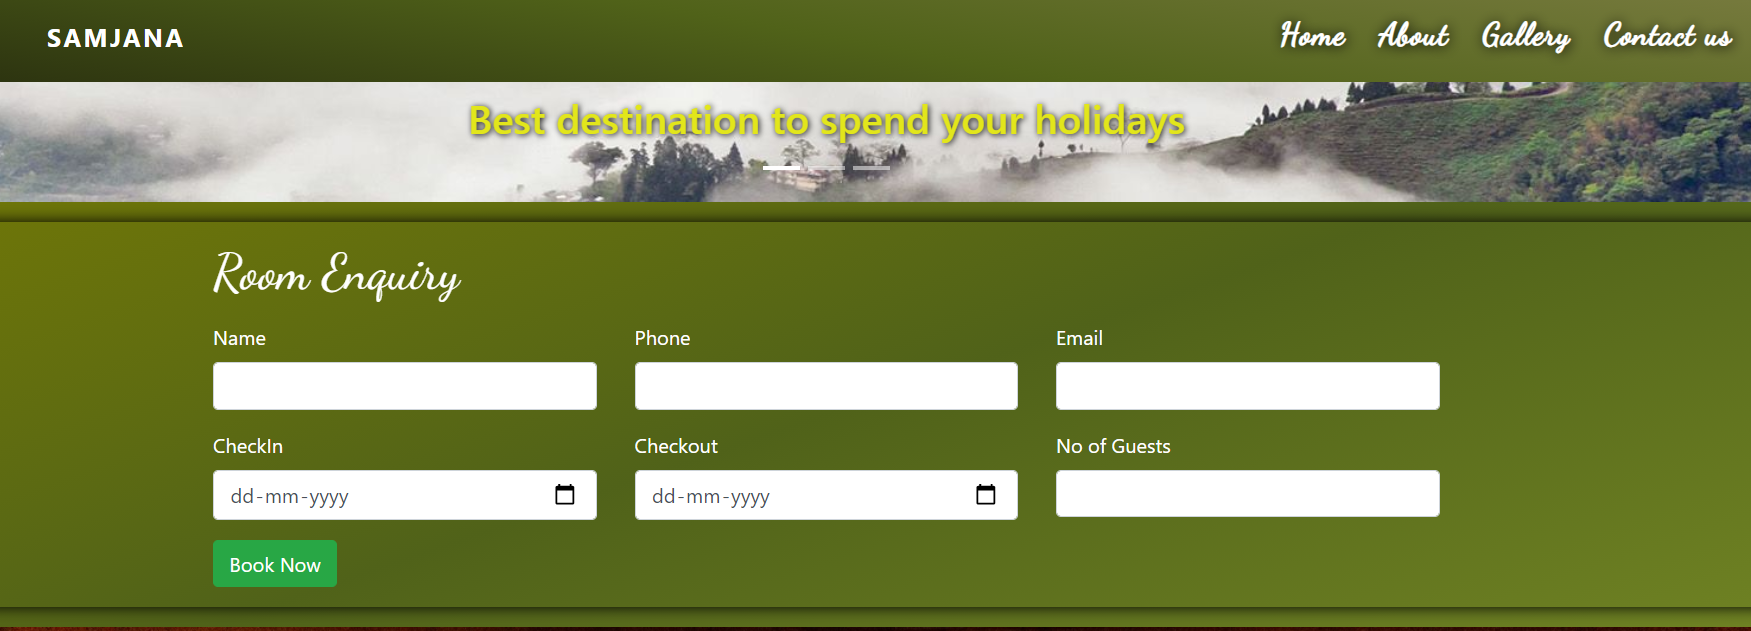 SAMJANA
Home About Gallery Contact us
Best destination to spend your holidays
Room Enquiry
Name Phone Email
CheckIn Checkout No of Guests
dd-mm-yyyy dd-mm-yyyy
Book Now